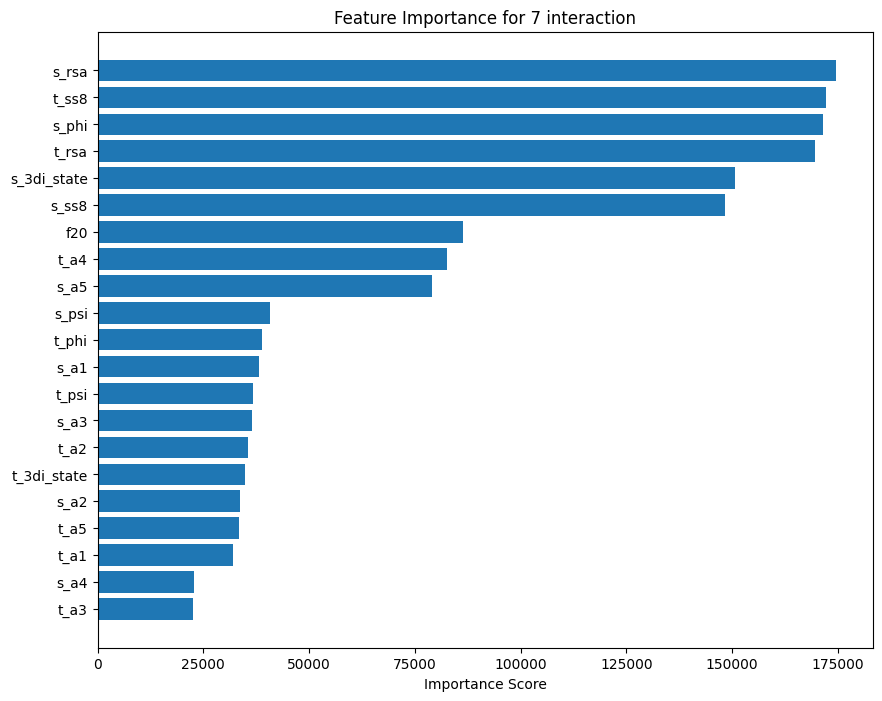 Feature Importance for 7 interaction
s_rsa
t_ss8
s_phi
t_rsa
s_3di_state
s_ss8
f20
t_a4
s_a5
s_psi
t_phi
s_a1
t_psi
s_a3
t_a2
t_3di_state
s_a2
t_a5
t_a1
s_a4
t_a3
0 25000 50000 75000 100000 125000 150000 175000
Importance Score